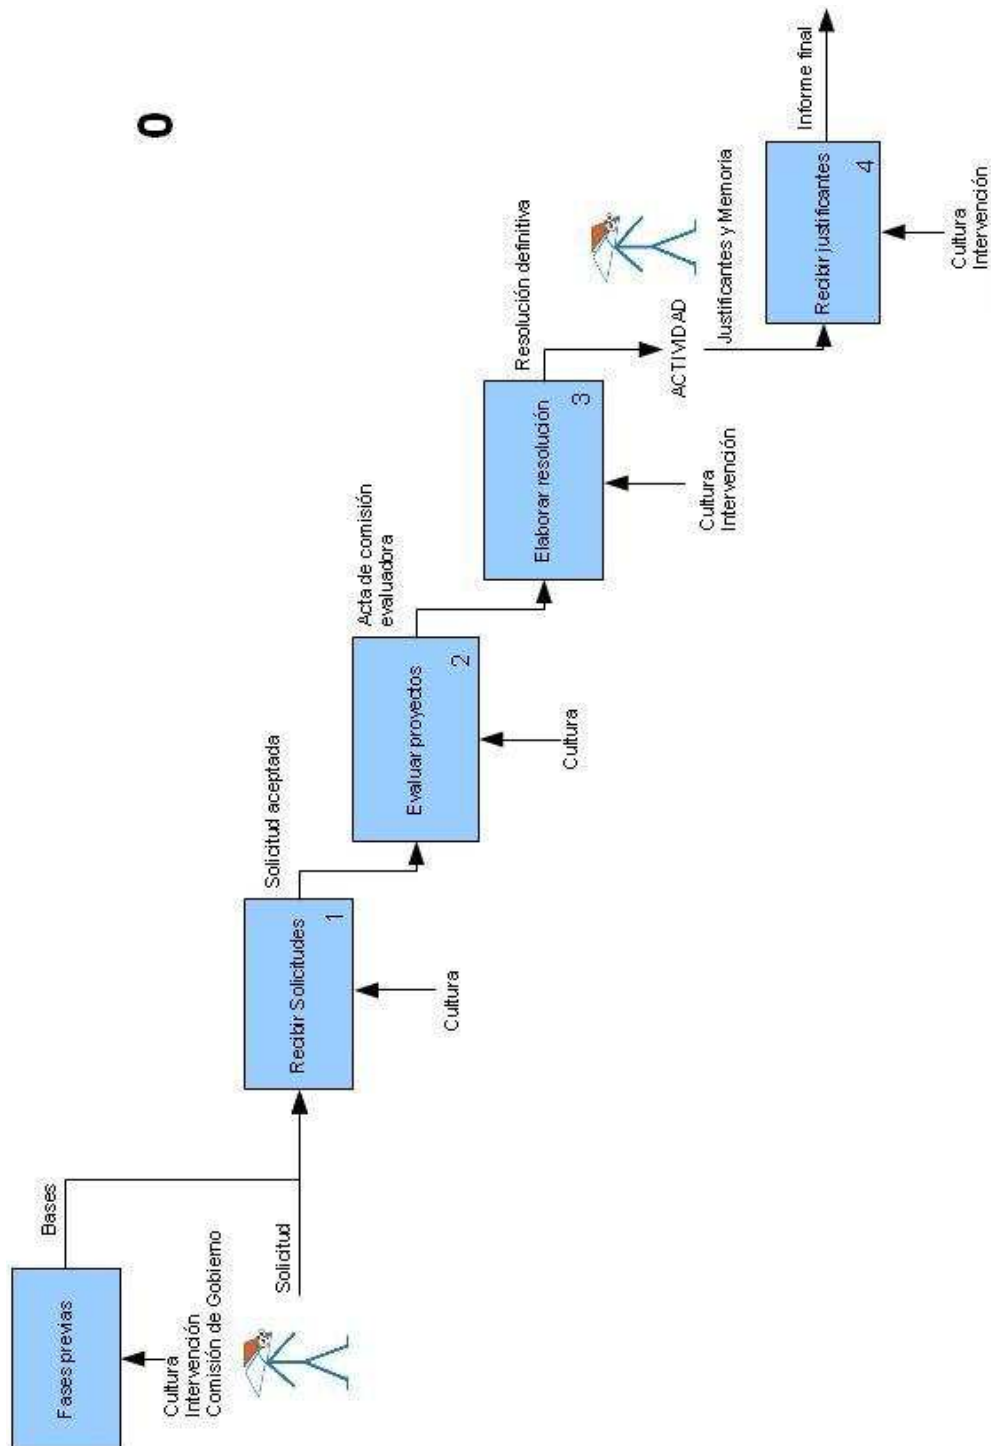 0
Fases previas
Bases
Cultura
Intervención
Comisión de Gobierno
Solicitud
Recibir Solicitudes
1
Solicitud aceptada
Cultura
Evaluar proyectos
2
Acta de comisión
evaluadora
Cultura
Elaborar resolución
3
Resolución definitiva
Cultura
Intervención
ACTIVIDAD
Justificantes y Memoria
Recibir justificantes
4
Informe final
Cultura
Intervención